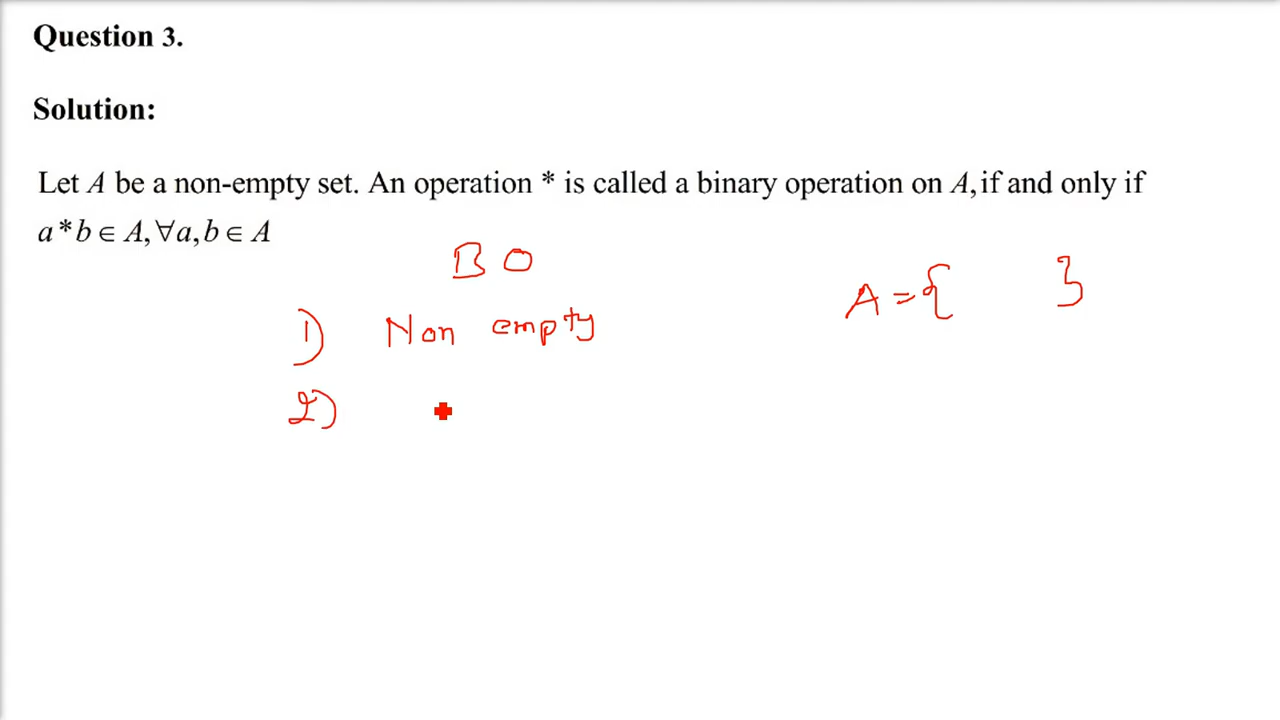 Question 3.
Solution:
Let A be a non-empty set. An operation * is called a binary operation on A, if and only if
a * b ∈ A, ∀a, b ∈ A
B O
A = { }
1) Non empty
2)